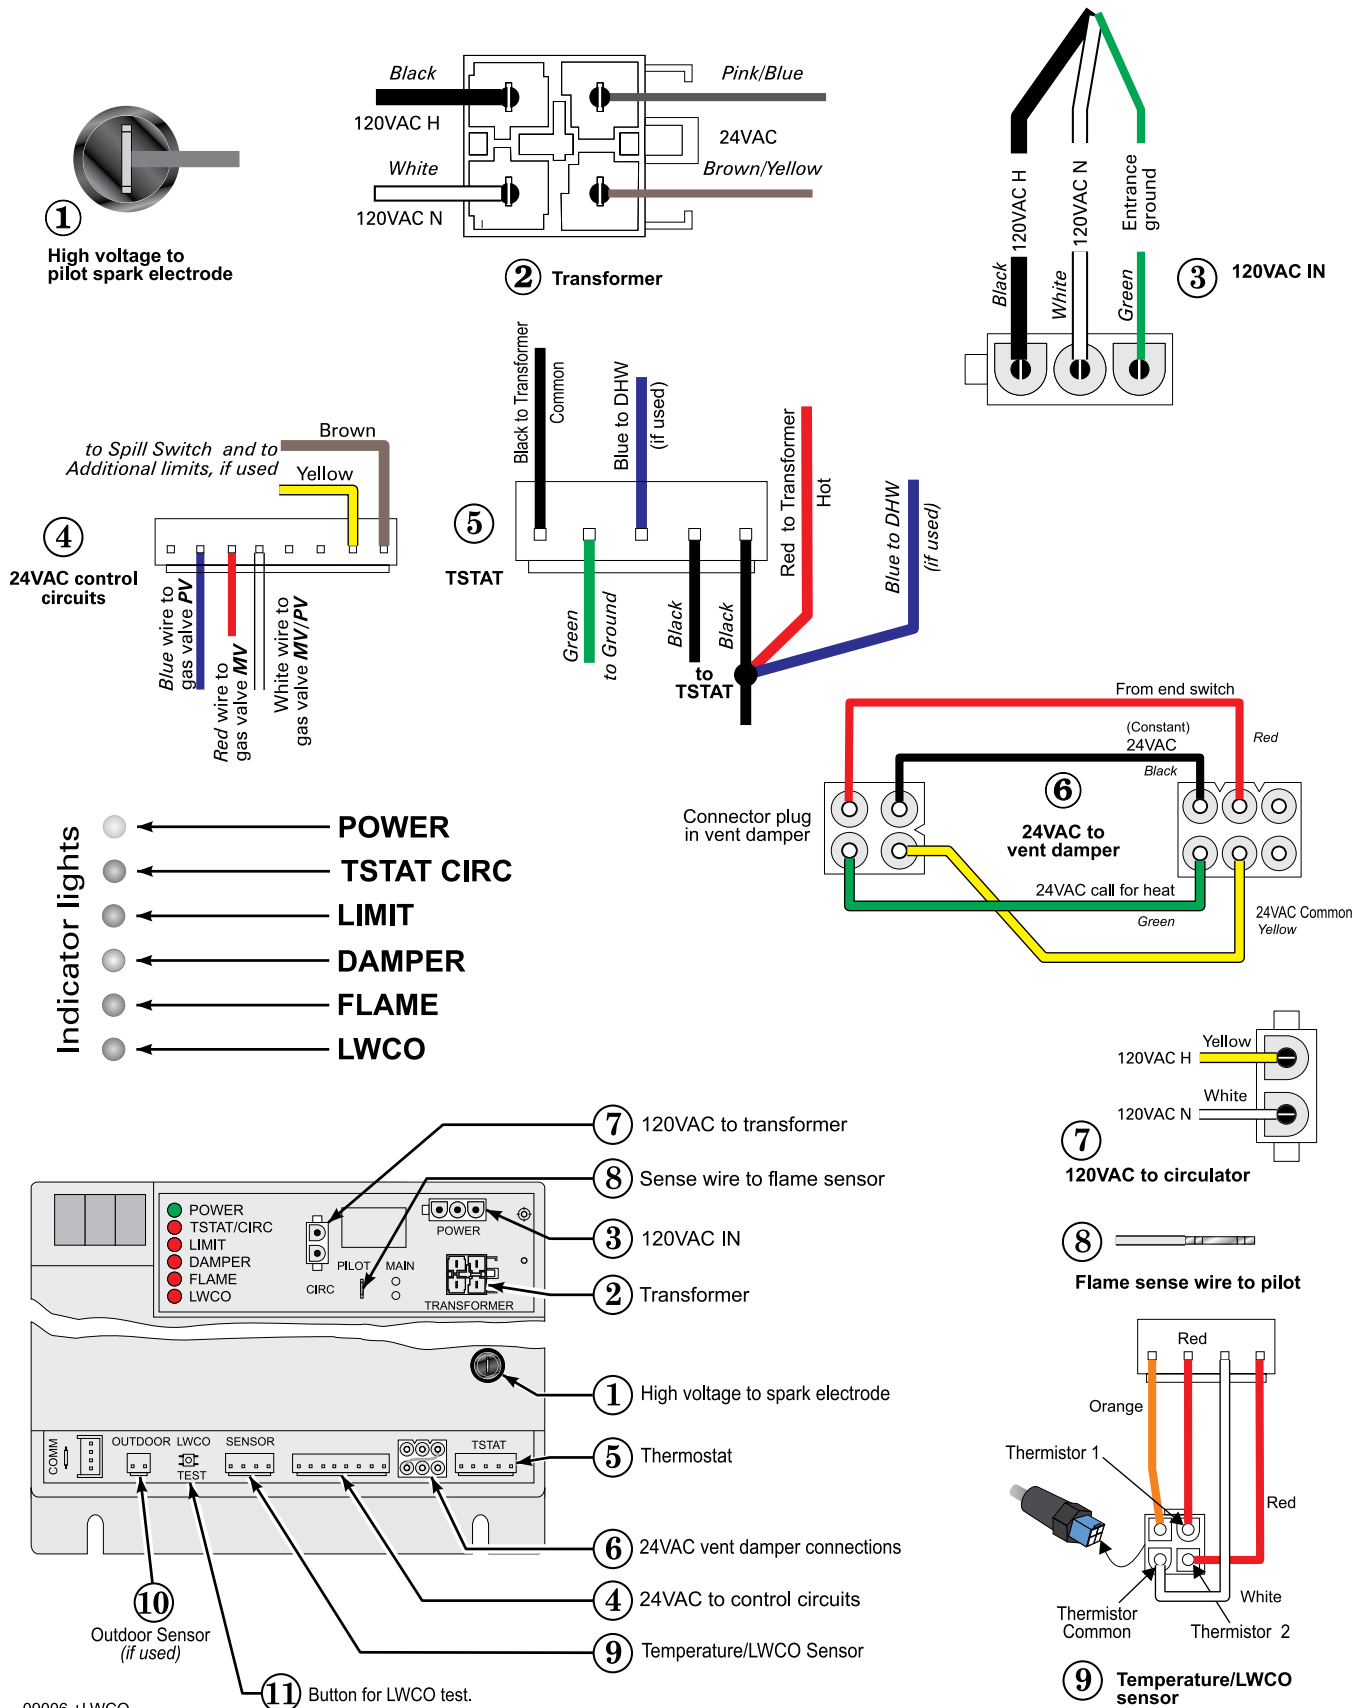 Black
120VAC H
White
120VAC N
Pink/Blue
24VAC
Brown/Yellow
1
High voltage to
pilot spark electrode
2 Transformer
120VAC H
120VAC N
Entrance
ground
Black
White
Green
3 120VAC IN
Brown
to Spill Switch and to
Additional limits, if used
Yellow
4
24VAC control
circuits
Blue wire to
gas valve PV
Red wire to
gas valve MV
White wire to
gas valve MV/PV
Black to Transformer
Common
Blue to DHW
(if used)
5
TSTAT
Green
to Ground
Black
Black
to
TSTAT
Red to Transformer
Hot
Blue to DHW
(if used)
From end switch
(Constant)
24VAC
Black
Red
Connector plug
in vent damper
6
24VAC to
vent damper
24VAC call for heat
Green
24VAC Common
Yellow
Indicator lights
POWER
TSTAT CIRC
LIMIT
DAMPER
FLAME
LWCO
Yellow
120VAC H
White
120VAC N
7
120VAC to circulator
8
Flame sense wire to pilot
7 120VAC to transformer
8 Sense wire to flame sensor
3 120VAC IN
2 Transformer
1 High voltage to spark electrode
5 Thermostat
6 24VAC vent damper connections
4 24VAC to control circuits
9 Temperature/LWCO Sensor
POWER
TSTAT/CIRC
LIMIT
DAMPER
FLAME
LWCO
CIRC
PILOT
MAIN
POWER
TRANSFORMER
COMM
OUTDOOR
LWCO
TEST
SENSOR
TSTAT
10
Outdoor Sensor
(if used)
11 Button for LWCO test.
Red
Orange
Thermistor 1
Red
White
Thermistor
Common
Thermistor 2
9 Temperature/LWCO
sensor
09006 +LWCO